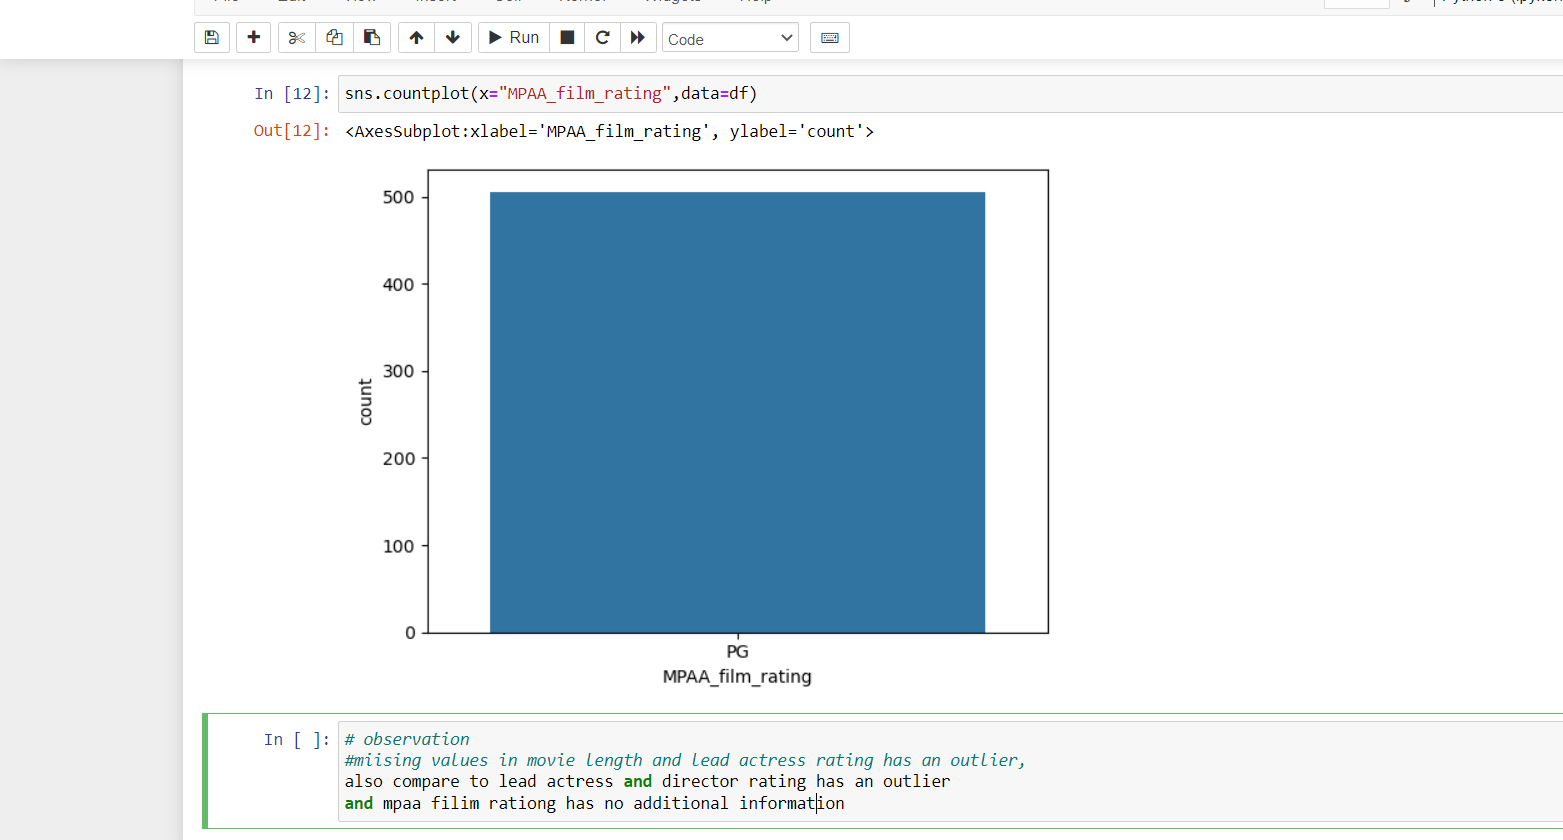 Run
Code
In [12]:
sns.countplot(x="MPAA_film_rating",data=df)
Out[12]:
<AxesSubplot:xlabel='MPAA_film_rating', ylabel='count'>
500
400
300
200
100
0
count
PG
MPAA_film_rating
In [ ]:
# observation
#miising values in movie length and lead actress rating has an outlier,
also compare to lead actress and director rating has an outlier
and mpaa filim rationg has no additional information